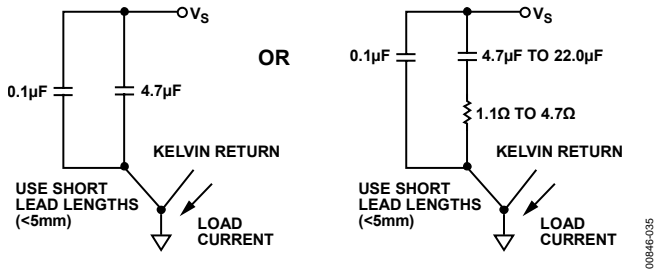 VS
0.1µF
4.7µF
KELVIN RETURN
USE SHORT
LEAD LENGTHS
(<5mm)
LOAD
CURRENT
OR
VS
0.1µF
4.7µF TO 22.0µF
1.1Ω TO 4.7Ω
KELVIN RETURN
USE SHORT
LEAD LENGTHS
(<5mm)
LOAD
CURRENT
00846-035